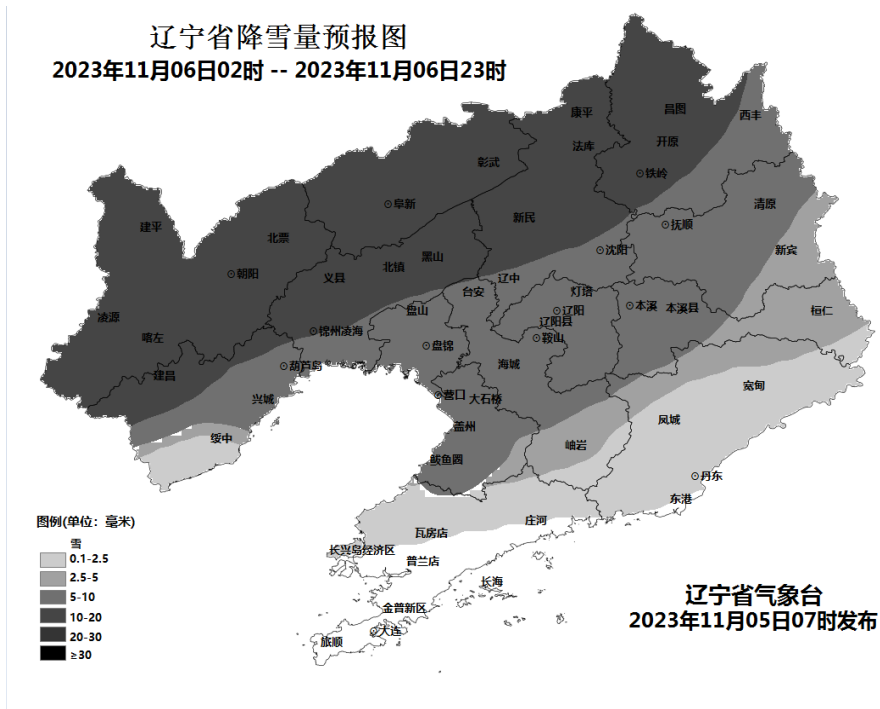 辽宁省降雪量预报图
2023年11月06日02时 -- 2023年11月06日23时
昌图
康平
西丰
开原
法库
彰武
铁岭
阜新
清原
新民
抚顺
建平
北票
沈阳
新宾
黑山
北镇
朝阳
义县
辽中
台安
灯塔
本溪
本溪县
桓仁
盘山
辽阳
凌源
辽阳县
锦州
凌海
喀左
鞍山
盘锦
葫芦岛
海城
建昌
宽甸
营口
大石桥
兴城
凤城
盖州
绥中
岫岩
鲅鱼圈
丹东
东港
庄河
瓦房店
长兴岛经济区
普兰店
长海
金普新区
大连
旅顺
图例(单位：毫米)
雪
0.1-2.5
2.5-5
5-10
10-20
20-30
≥30
辽宁省气象台
2023年11月05日07时发布